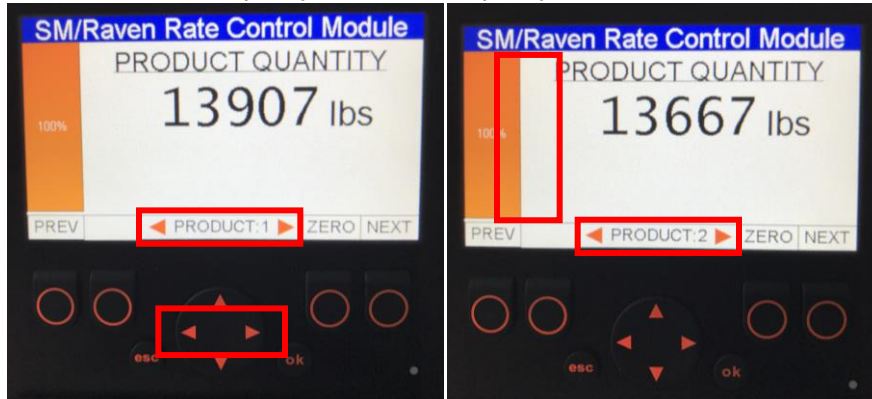 SM/Raven Rate Control Module
PRODUCT QUANTITY
13907 lbs
100%
PREV
PRODUCT:1
ZERO
NEXT
esc
ok
SM/Raven Rate Control Module
PRODUCT QUANTITY
13667 lbs
100%
PREV
PRODUCT:2
ZERO
NEXT
esc
ok